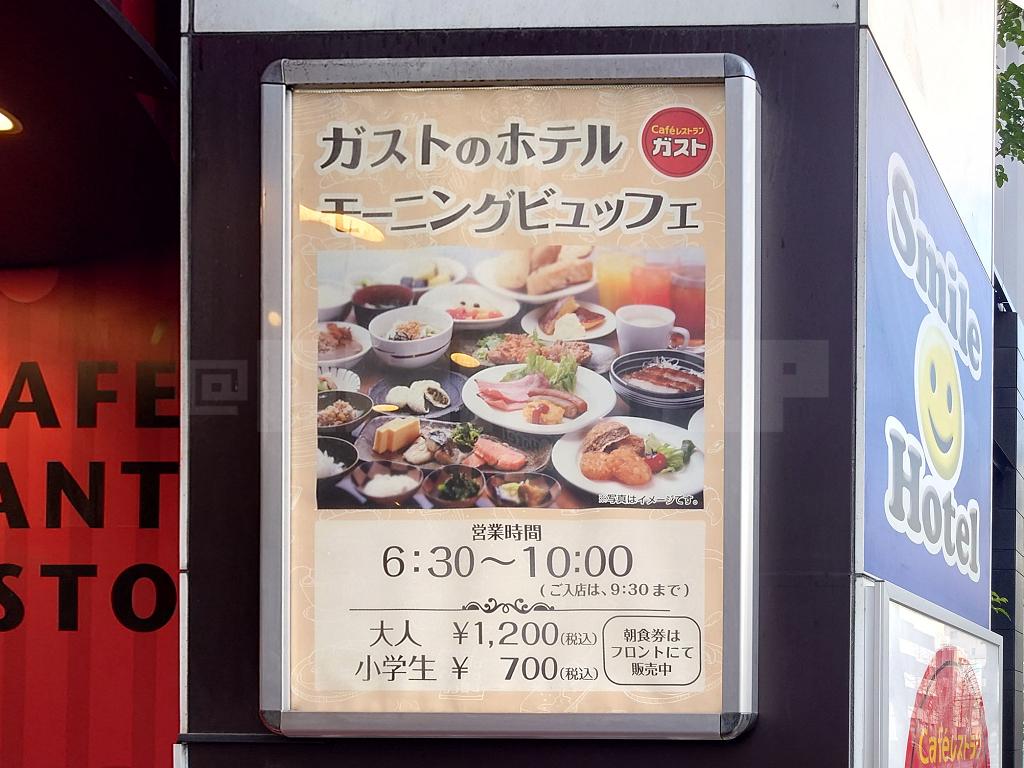 ガストのホテル
Caféレストラン
ガスト
モーニングビュッフェ
※写真はイメージです。
営業時間
6:30～10:00
(ご入店は、9:30まで)
大人 ¥1,200(税込)
小学生 ¥ 700(税込)
朝食券は
フロントにて
販売中
AFE
ANT
STO
Smile
Hotel
Caféレストラン